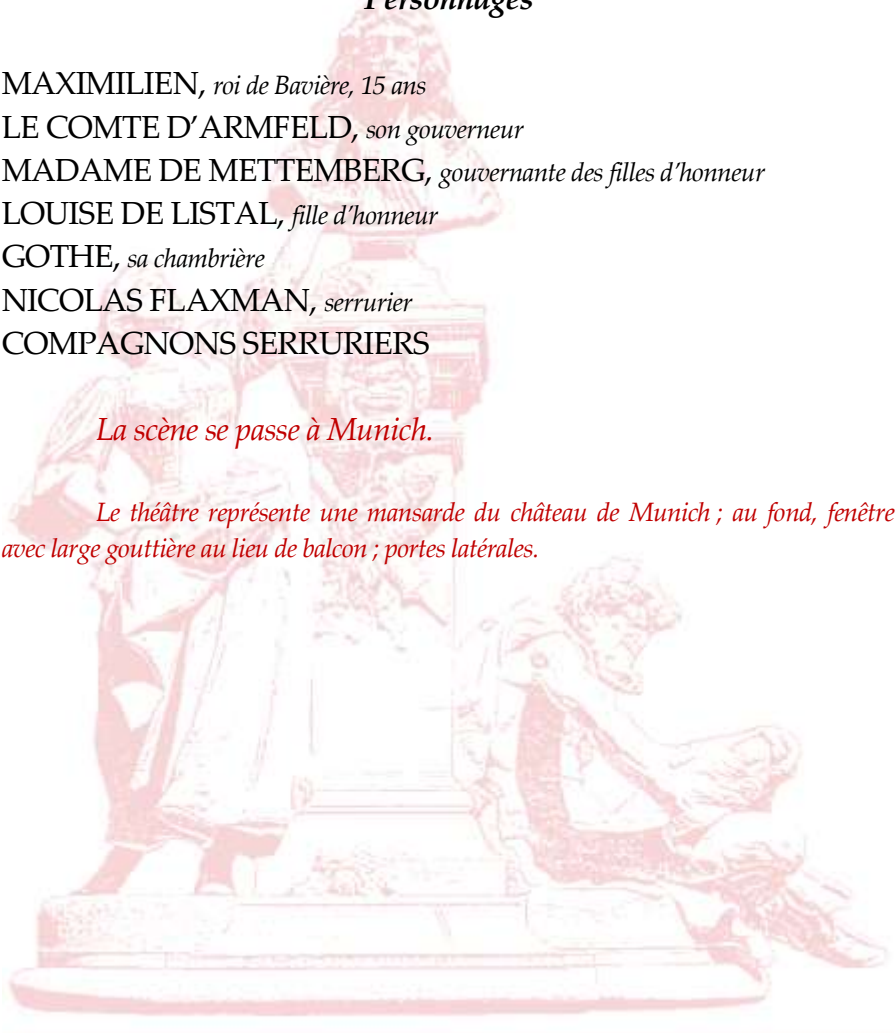 Personnages
MAXIMILIEN, roi de Bavière, 15 ans
LE COMTE D’ARMFELD, son gouverneur
MADAME DE METTEMBERG, gouvernante des filles d’honneur
LOUISE DE LISTAL, fille d’honneur
GOTHE, sa chambrière
NICOLAS FLAXMAN, serrurier
COMPAGNONS SERRURIERS
La scène se passe à Munich.
Le théâtre représente une mansarde du château de Munich ; au fond, fenêtre
avec large gouttière au lieu de balcon ; portes latérales.